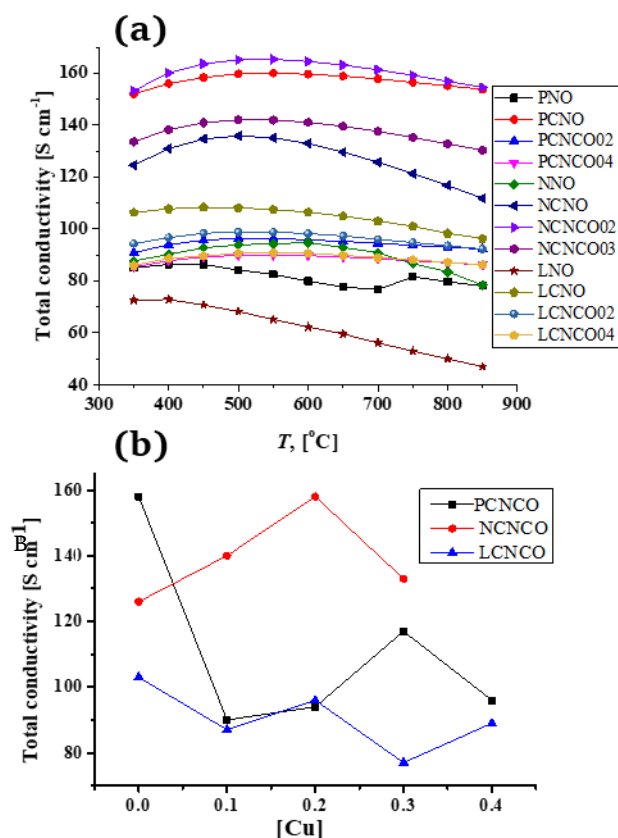 (a)
Total conductivity [S cm⁻¹]
160
140
120
100
80
60
40
300 400 500 600 700 800 900
T, [°C]
PNO
PCNO
PCNCO02
PCNCO04
NNO
NCNO
NCNCO02
NCNCO03
LNO
LCNO
LCNCO02
LCNCO04
(b)
Total conductivity [S cm⁻¹]
B
160
140
120
100
80
0.0 0.1 0.2 0.3 0.4
[Cu]
PCNCO
NCNCO
LCNCO